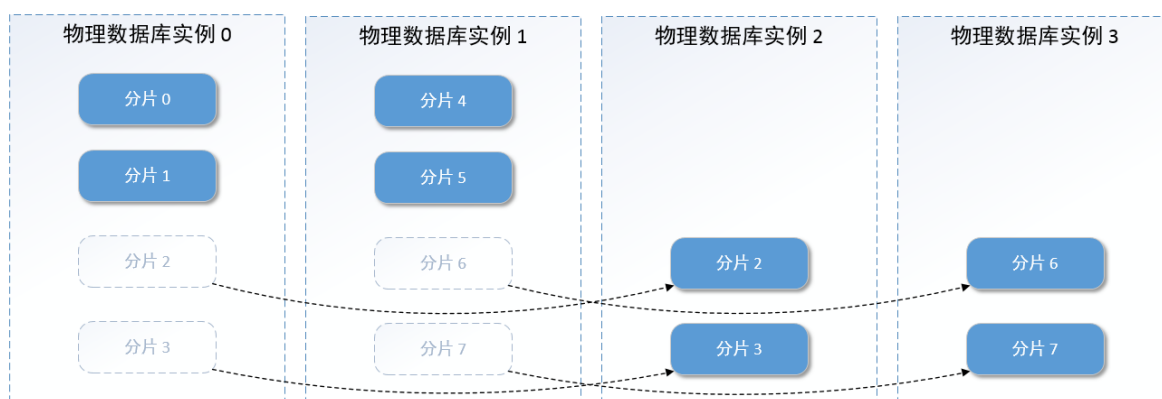 物理数据库实例 0
分片 0
分片 1
分片 2
分片 3
物理数据库实例 1
分片 4
分片 5
分片 6
分片 7
物理数据库实例 2
分片 2
分片 3
物理数据库实例 3
分片 6
分片 7